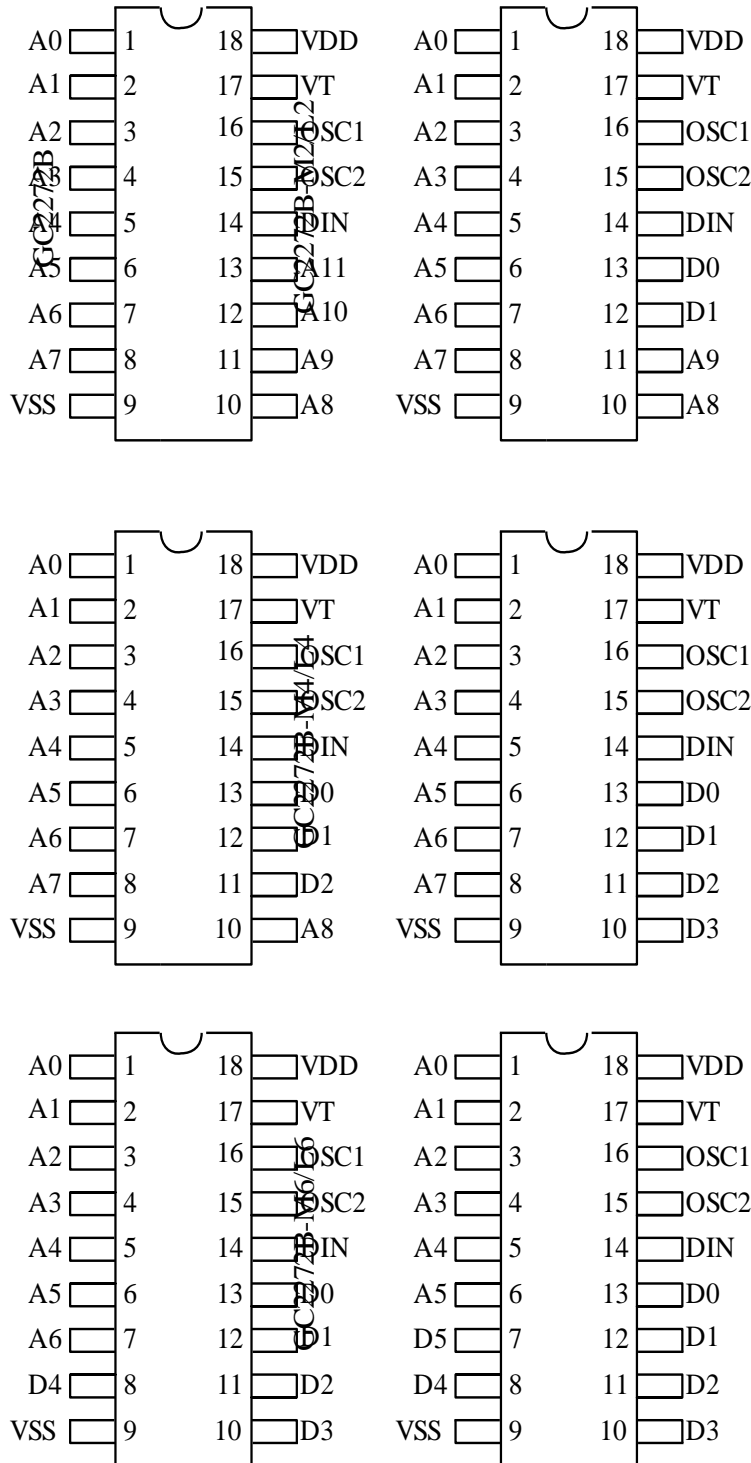 A0 1 18 VDD
A1 2 17 VT
A2 3 16 OSC1
A3 4 15 OSC2
A4 5 14 DIN
A5 6 13 A11
A6 7 12 A10
A7 8 11 A9
VSS 9 10 A8
GC2272B
A0 1 18 VDD
A1 2 17 VT
A2 3 16 OSC1
A3 4 15 OSC2
A4 5 14 DIN
A5 6 13 D0
A6 7 12 D1
A7 8 11 A9
VSS 9 10 A8
GC2272B-M2/L2
A0 1 18 VDD
A1 2 17 VT
A2 3 16 OSC1
A3 4 15 OSC2
A4 5 14 DIN
A5 6 13 D0
A6 7 12 D1
A7 8 11 D2
VSS 9 10 A8
A0 1 18 VDD
A1 2 17 VT
A2 3 16 OSC1
A3 4 15 OSC2
A4 5 14 DIN
A5 6 13 D0
A6 7 12 D1
A7 8 11 D2
VSS 9 10 D3
GC2272B-M4/L4
A0 1 18 VDD
A1 2 17 VT
A2 3 16 OSC1
A3 4 15 OSC2
A4 5 14 DIN
A5 6 13 D0
A6 7 12 D1
D4 8 11 D2
VSS 9 10 D3
A0 1 18 VDD
A1 2 17 VT
A2 3 16 OSC1
A3 4 15 OSC2
A4 5 14 DIN
A5 6 13 D0
D5 7 12 D1
D4 8 11 D2
VSS 9 10 D3
GC2272B-M6/L6